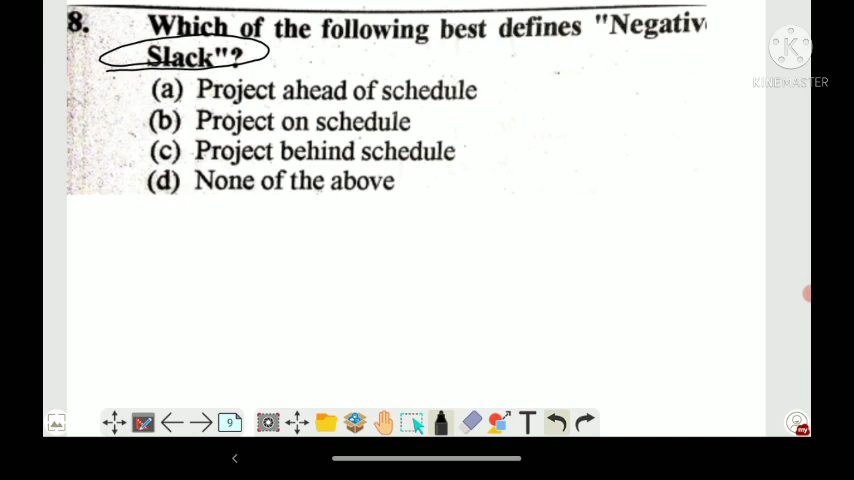 8. Which of the following best defines "Negativ
Slack"?
(a) Project ahead of schedule
(b) Project on schedule
(c) Project behind schedule
(d) None of the above
KINEMASTER
9
T
my